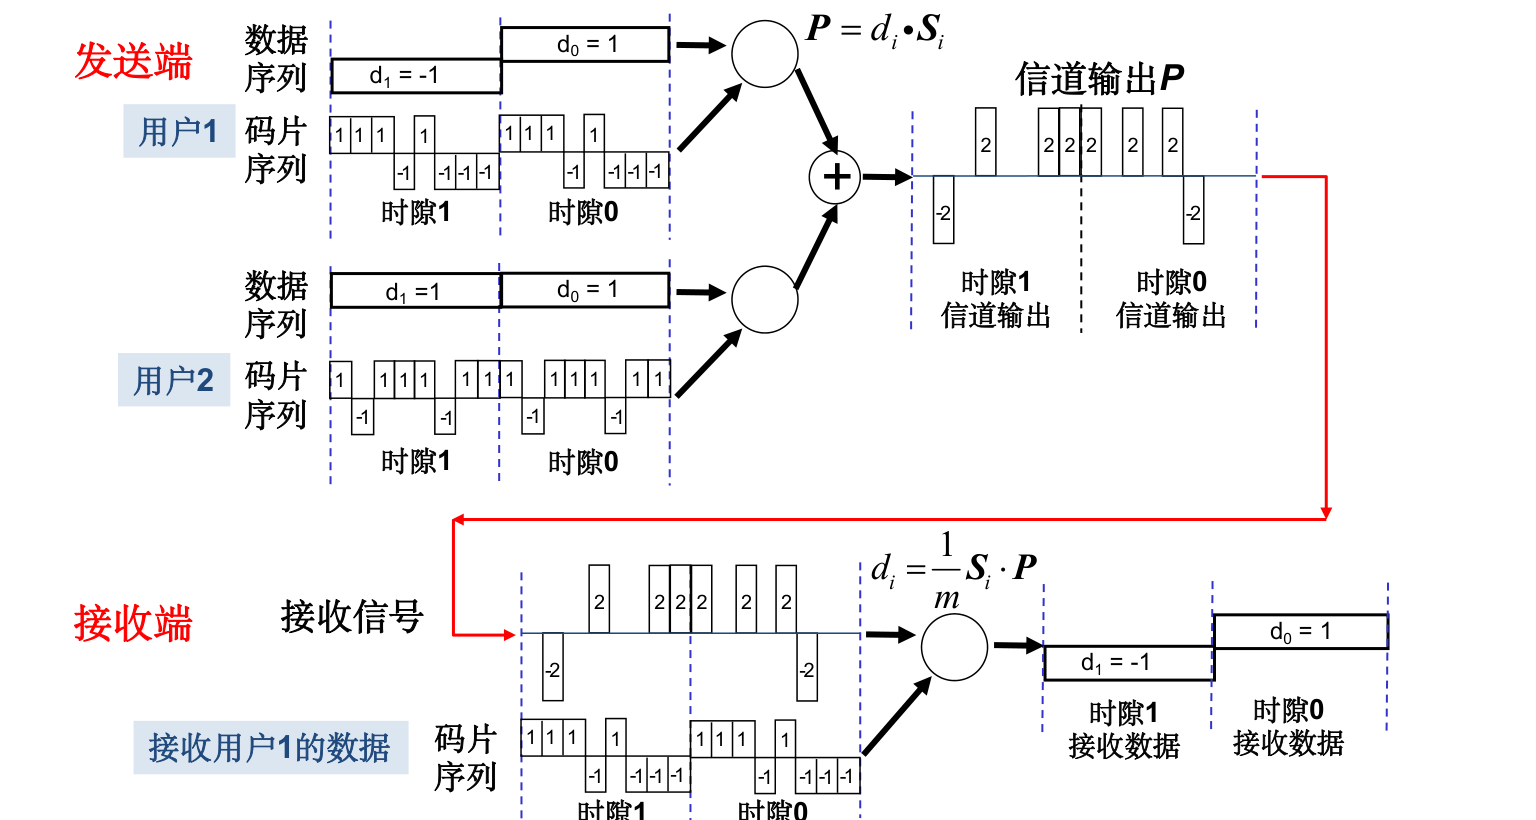 发送端
数据
序列
d1 = -1
d0 = 1
P = di•Si
用户1
码片
序列
1 1 1 -1 1 -1 -1 -1
1 1 1 -1 1 -1 -1 -1
时隙1
时隙0
信道输出P
-2 2 2 2 2 2 2 -2
+
时隙1
信道输出
时隙0
信道输出
数据
序列
d1 =1
d0 = 1
用户2
码片
序列
1 -1 1 1 1 -1 1 1
1 -1 1 1 1 -1 1 1
时隙1
时隙0
接收端
接收信号
-2 2 2 2 2 2 2 -2
di = 1/m Si · P
d1 = -1
d0 = 1
时隙1
接收数据
时隙0
接收数据
接收用户1的数据
码片
序列
1 1 1 -1 1 -1 -1 -1
1 1 1 -1 1 -1 -1 -1
时隙1
时隙0